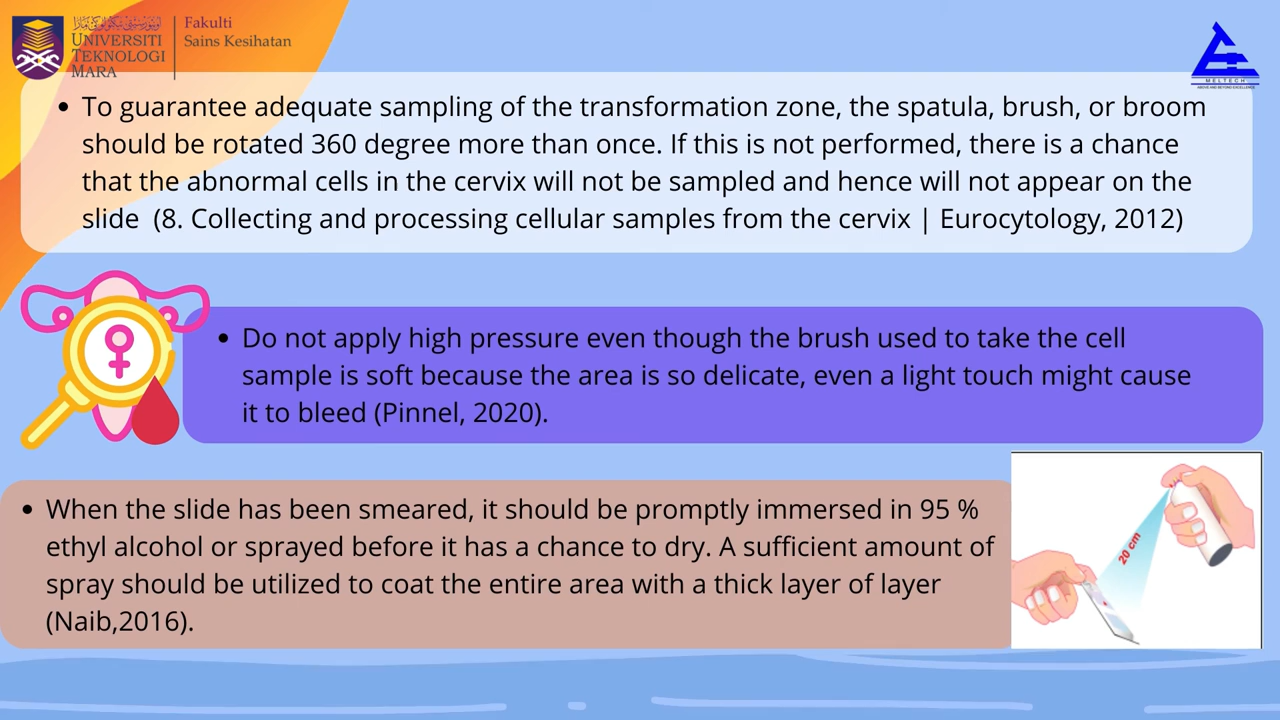 UNIVERSITI
TEKNOLOGI
MARA
Fakulti
Sains Kesihatan
MELTECH
ABOVE AND BEYOND EXCELLENCE
• To guarantee adequate sampling of the transformation zone, the spatula, brush, or broom
should be rotated 360 degree more than once. If this is not performed, there is a chance
that the abnormal cells in the cervix will not be sampled and hence will not appear on the
slide (8. Collecting and processing cellular samples from the cervix | Eurocytology, 2012)
• Do not apply high pressure even though the brush used to take the cell
sample is soft because the area is so delicate, even a light touch might cause
it to bleed (Pinnel, 2020).
• When the slide has been smeared, it should be promptly immersed in 95 %
ethyl alcohol or sprayed before it has a chance to dry. A sufficient amount of
spray should be utilized to coat the entire area with a thick layer of layer
(Naib,2016).
20 cm